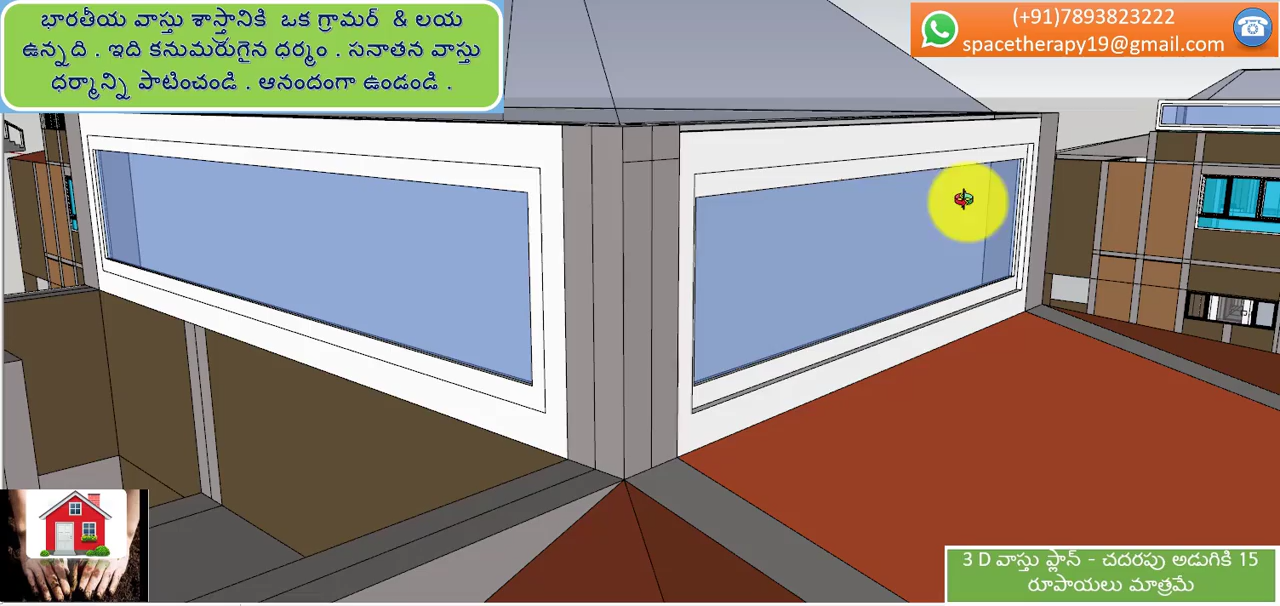 భారతీయ వాస్తు శాస్త్రానికి ఒక గ్రామర్ & లయ
ఉన్నది . ఇది కనుమరుగైన ధర్మం . సనాతన వాస్తు
ధర్మాన్ని పాటించండి . ఆనందంగా ఉండండి .
(+91)7893823222
spacetherapy19@gmail.com
3 D వాస్తు ప్లాన్ - చదరపు అడుగికి 15
రూపాయలు మాత్రమే